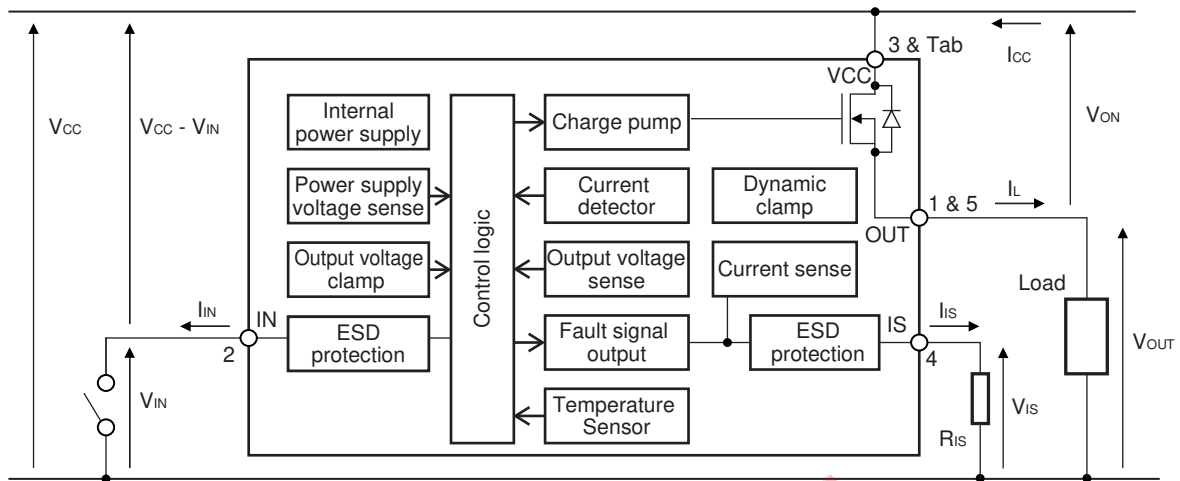 3 & Tab
ICC
VCC
VCC
VCC - VIN
VON
Internal
power supply
Charge pump
Power supply
voltage sense
Current
detector
Dynamic
clamp
IL
1 & 5
OUT
Control logic
Output voltage
clamp
Output voltage
sense
Current sense
Load
IIN
IN
2
ESD
protection
Fault signal
output
ESD
protection
IS
IIS
4
VOUT
VIN
Temperature
Sensor
RIS
VIS